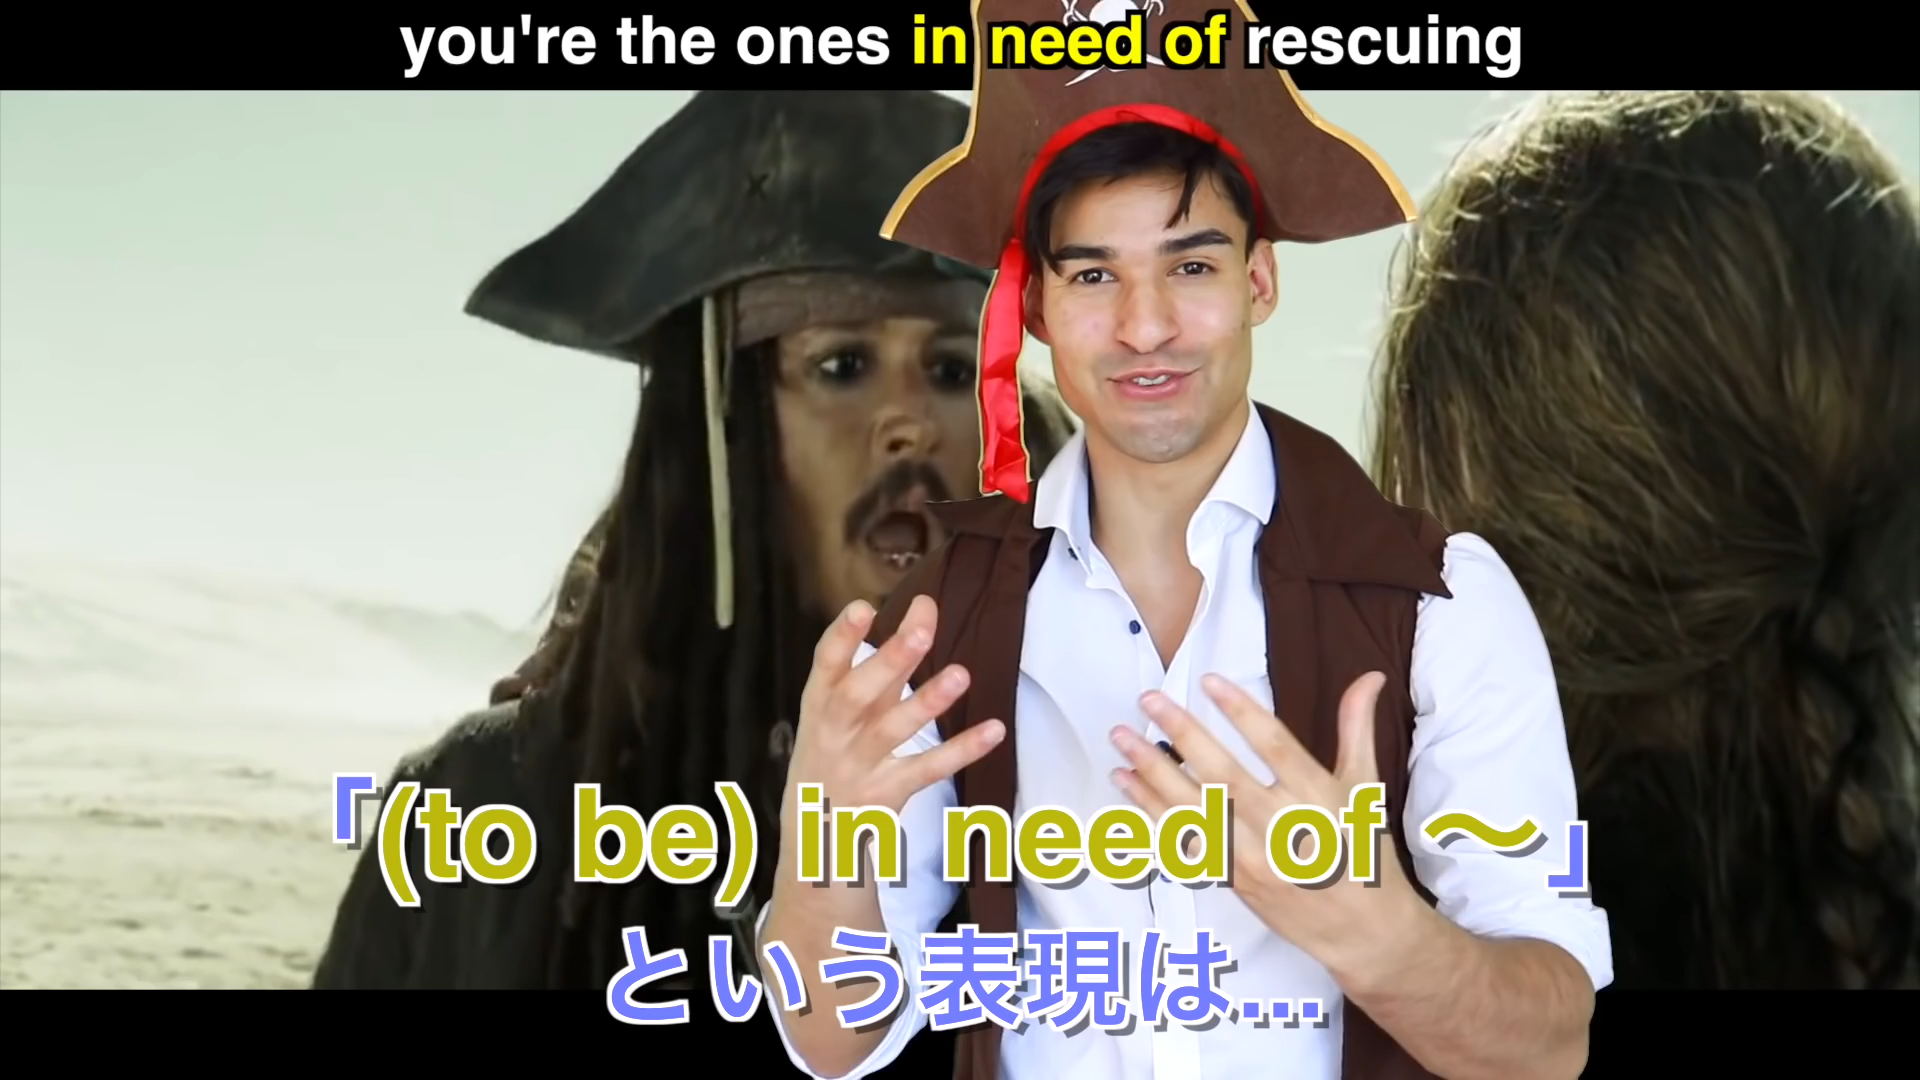 you're the ones in need of rescuing
「(to be) in need of 〜」
という表現は...